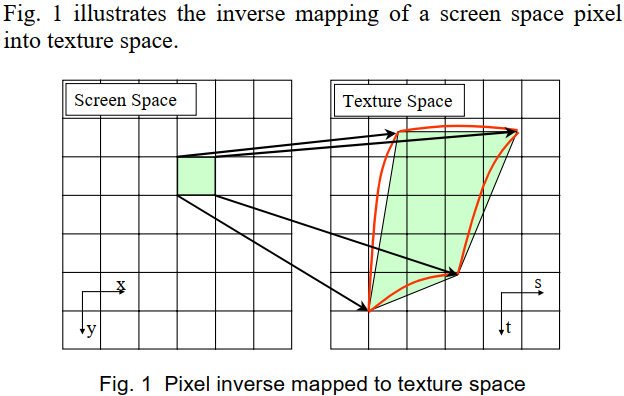 Fig. 1 illustrates the inverse mapping of a screen space pixel
into texture space.
Screen Space
Texture Space
x
y
s
t
Fig. 1 Pixel inverse mapped to texture space